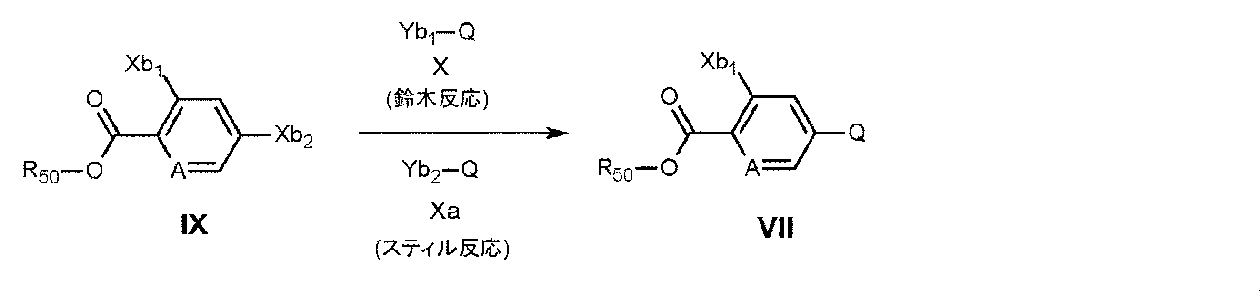 Xb1
O
R50—O
A
Xb2
IX
Yb1—Q
X
(鈴木反応)
Yb2—Q
Xa
(スティル反応)
Xb1
O
R50—O
A
Q
VII